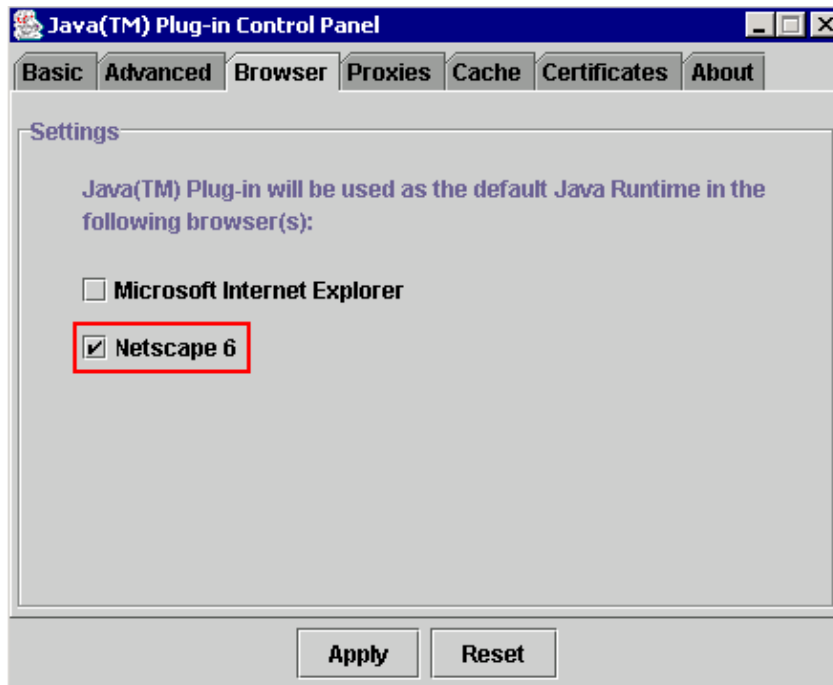 Java(TM) Plug-in Control Panel
Basic Advanced Browser Proxies Cache Certificates About
Settings
Java(TM) Plug-in will be used as the default Java Runtime in the
following browser(s):
Microsoft Internet Explorer
Netscape 6
Apply Reset